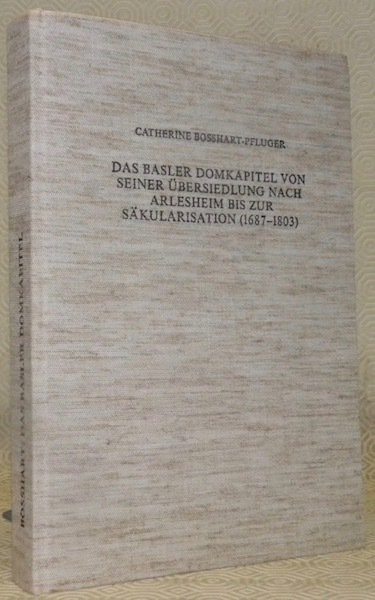 CATHERINE BOSSHART-PFLUGER
DAS BASLER DOMKAPITEL VON
SEINER ÜBERSIEDLUNG NACH
ARLESHEIM BIS ZUR
SÄKULARISATION (1687–1803)
BOSSHART: DAS BASLER DOMKAPITEL